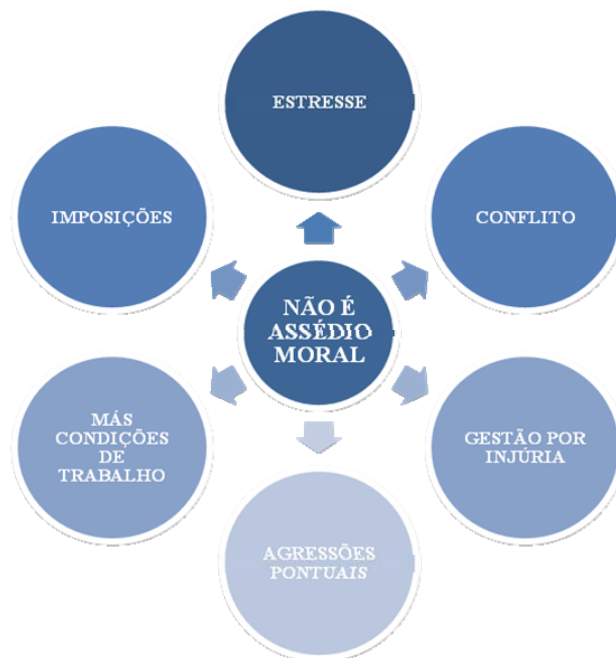 ESTRESSE
IMPOSIÇÕES
CONFLITO
NÃO É
ASSÉDIO
MORAL
MÁS
CONDIÇÕES
DE
TRABALHO
GESTÃO POR
INJÚRIA
AGRESSÕES
PONTUAIS